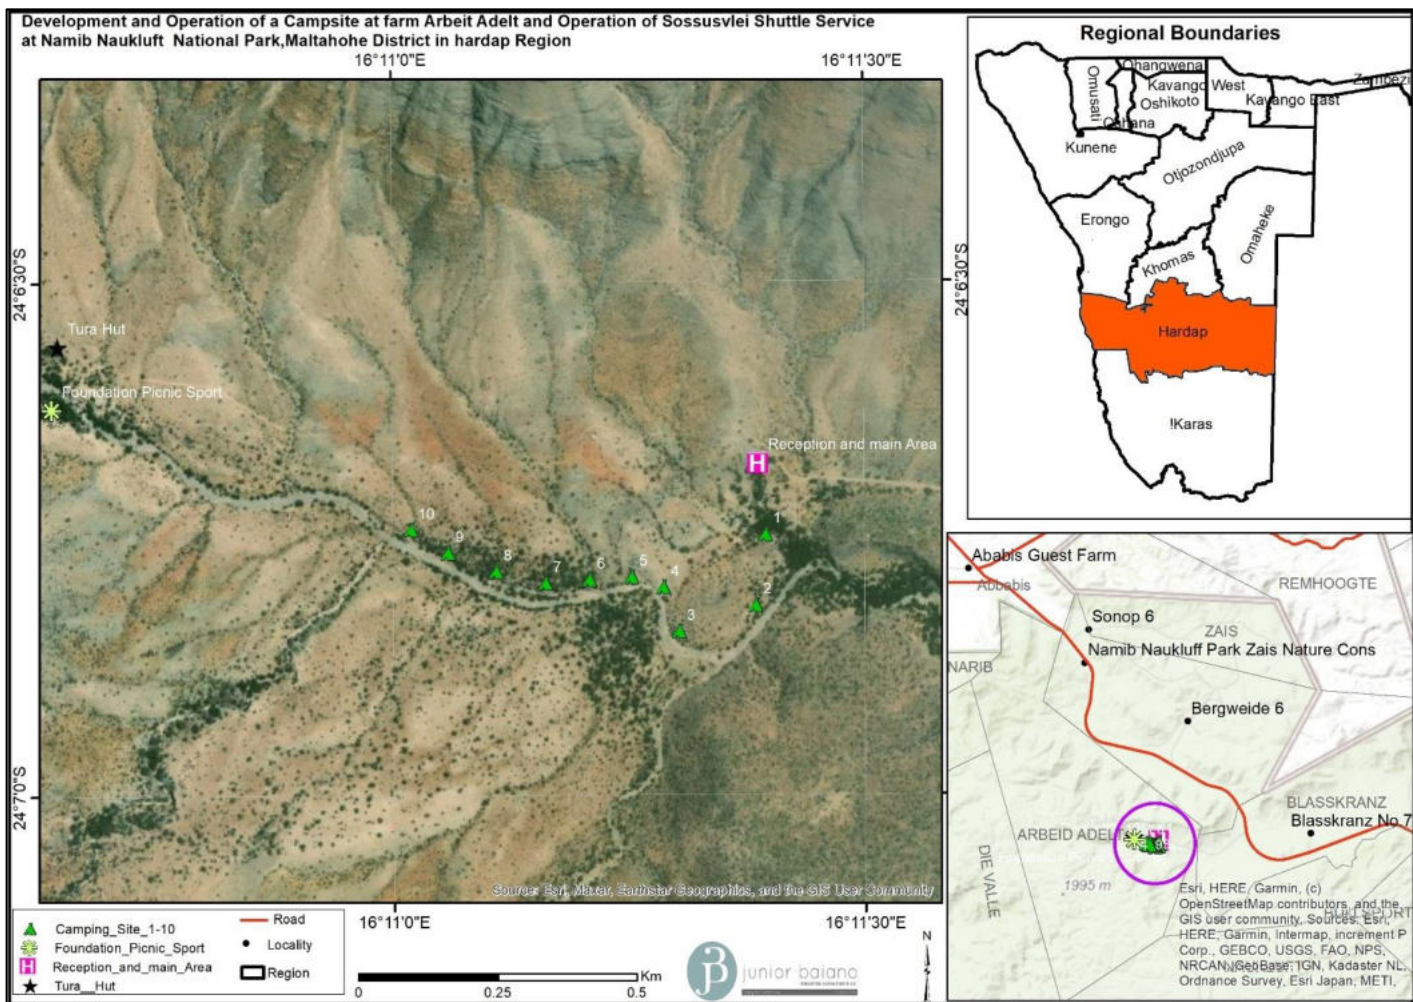 Development and Operation of a Campsite at farm Arbeit Adelt and Operation of Sossusvlei Shuttle Service
at Namib Naukluft National Park,Maltahohe District in hardap Region
16°11'0"E
16°11'30"E
24°6'30"S
24°7'0"S
Tura Hut
Foundation Picnic Sport
Reception and main Area
H
10
9
8
7
6
5
4
3
2
1
Source: Esri, Maxar, Earthstar Geographics, and the GIS User Community
16°11'0"E
16°11'30"E
24°6'30"S
Regional Boundaries
Ohangwena
Zambezi
Omusati
Kavango West
Oshikoto
Kavango East
Oshana
Kunene
Otjozondjupa
Erongo
Omaheke
Khomas
Hardap
!Karas
Ababis Guest Farm
Abbabis
REMHOOGTE
Sonop 6
ZAIS
NARIB
Namib Naukluff Park Zais Nature Cons
Bergweide 6
BLASSKRANZ
Blasskranz No 7
ARBEID ADELT
9
DIE VALLE
1995 m
Esri, HERE, Garmin, (c)
OpenStreetMap contributors, and the
GIS user community, Sources: Esri,
HERE, Garmin, Intermap, increment P
Corp., GEBCO, USGS, FAO, NPS,
NRCAN, GeoBase, IGN, Kadaster NL,
Ordnance Survey, Esri Japan, METI,
Camping_Site_1-10
Foundation_Picnic_Sport
H
Reception_and_main_Area
Tura__Hut
Road
Locality
Region
0
0.25
0.5
Km
junior baiano
N